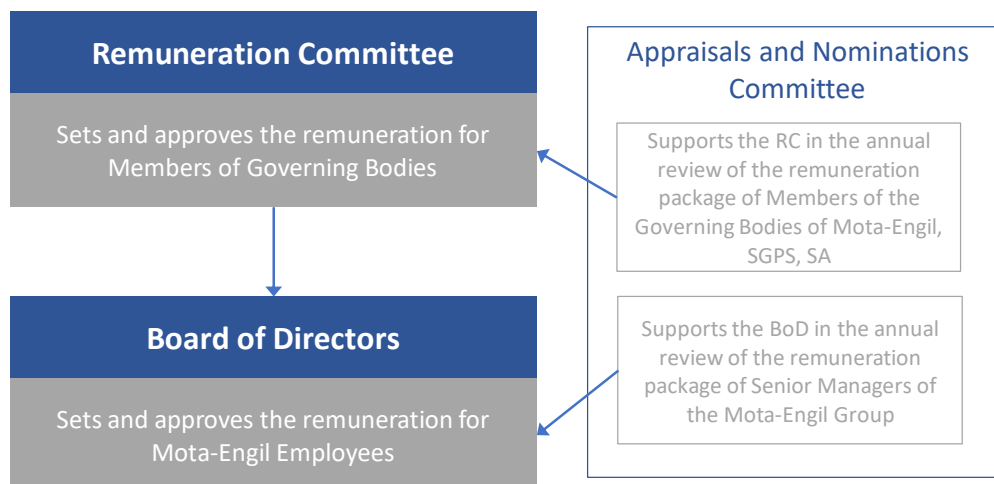 Remuneration Committee
Sets and approves the remuneration for
Members of Governing Bodies
Board of Directors
Sets and approves the remuneration for
Mota-Engil Employees
Appraisals and Nominations
Committee
Supports the RC in the annual
review of the remuneration
package of Members of the
Governing Bodies of Mota-Engil,
SGPS, SA
Supports the BoD in the annual
review of the remuneration
package of Senior Managers of
the Mota-Engil Group